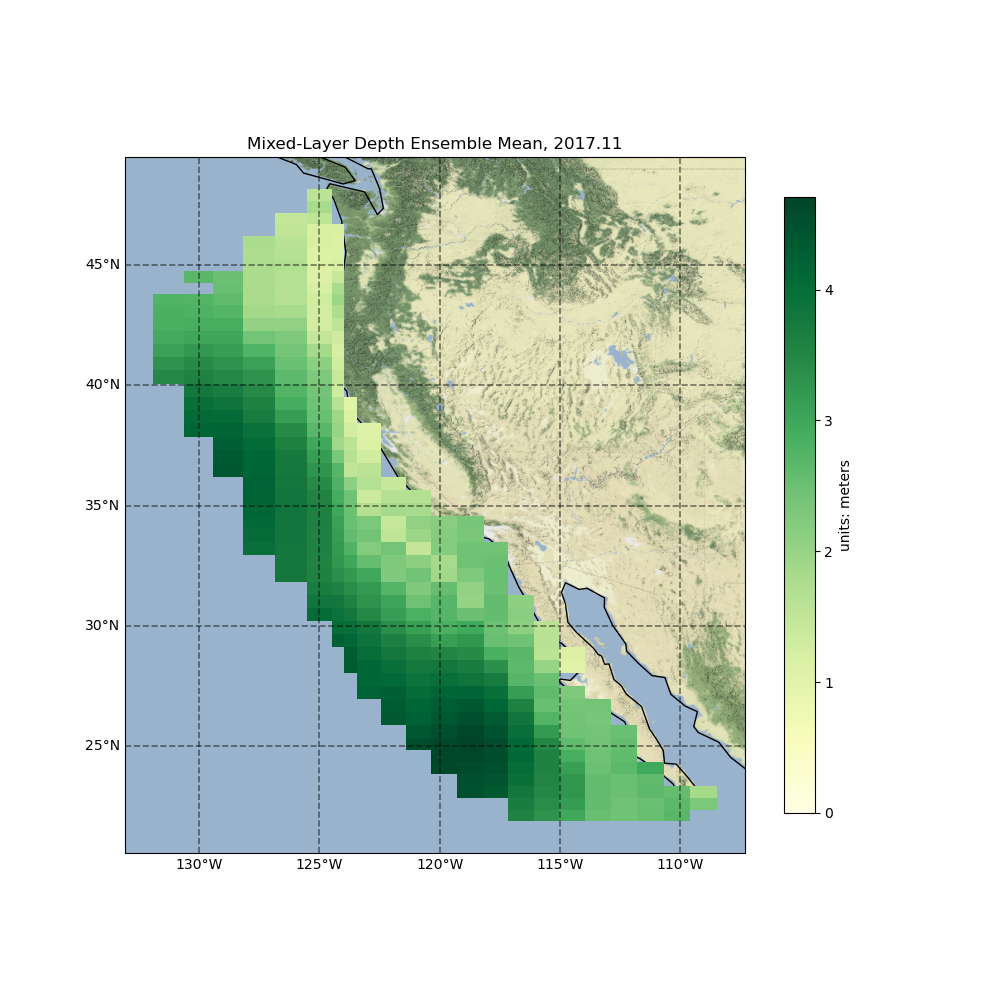 Mixed-Layer Depth Ensemble Mean, 2017.11
45°N
40°N
35°N
30°N
25°N
130°W
125°W
120°W
115°W
110°W
4
3
2
1
0
units: meters